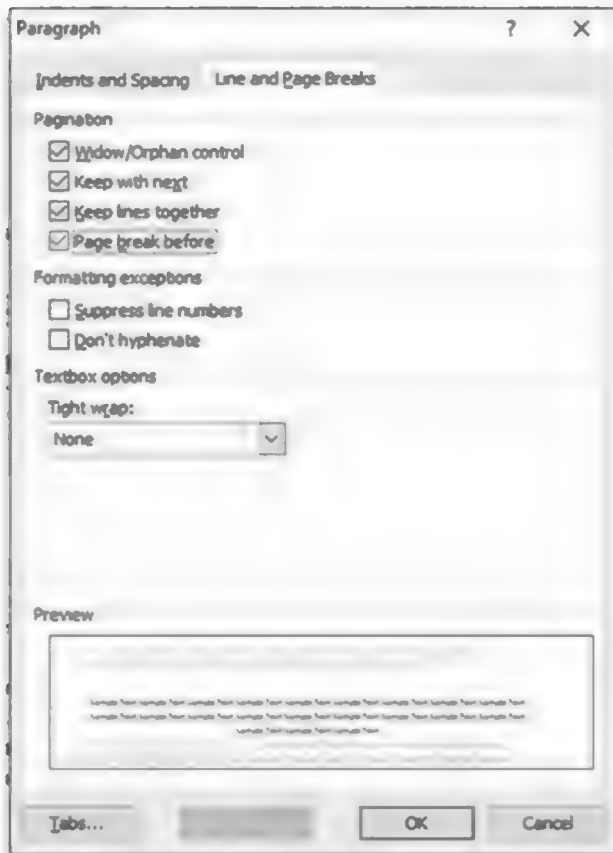 Paragraph ? ×
Indents and Spacing Line and Page Breaks
Pagination
Widow/Orphan control
Keep with next
Keep lines together
Page break before
Formatting exceptions
Suppress line numbers
Don't hyphenate
Textbox options
Tight wrap:
None
Preview
Tabs... OK Cancel